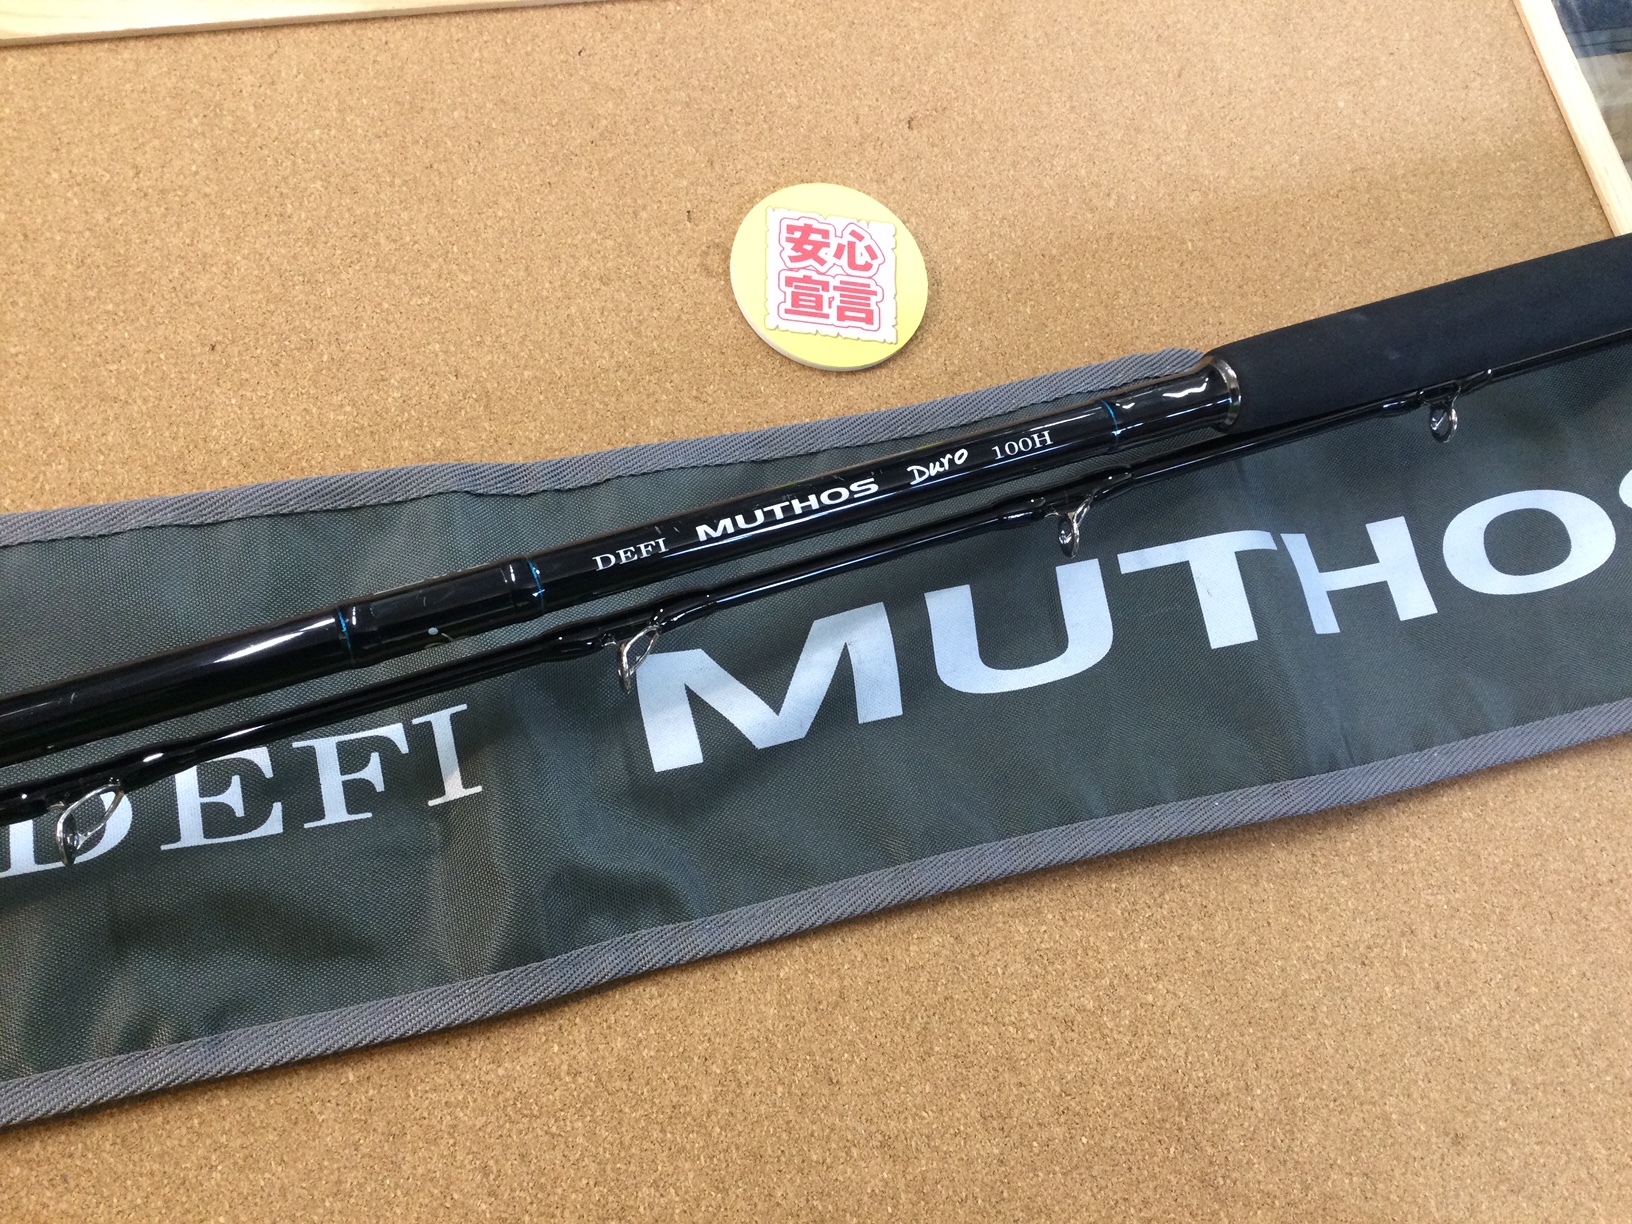 安心
宣言
DEFI MUTHOS Duro 100H
DEFI MUTHOS